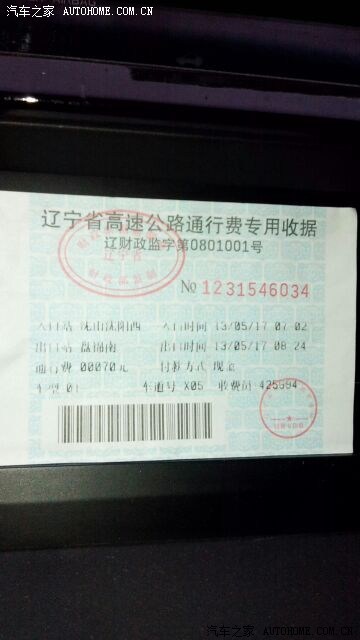 汽车之家 AUTOHOME.COM.CN
辽宁省高速公路通行费专用收据
辽财政监字第0801001号
辽宁省
No 1231546034
入口站 沈山沈阳西 入口时间 13/05/17 07 02
出口站 盘锦南 出口时间 13/05/17 08 24
通行费 00070元 付款方式 现金
车型 01 车道号 X05 收费员 425994
汽车之家 AUTOHOME.COM.CN